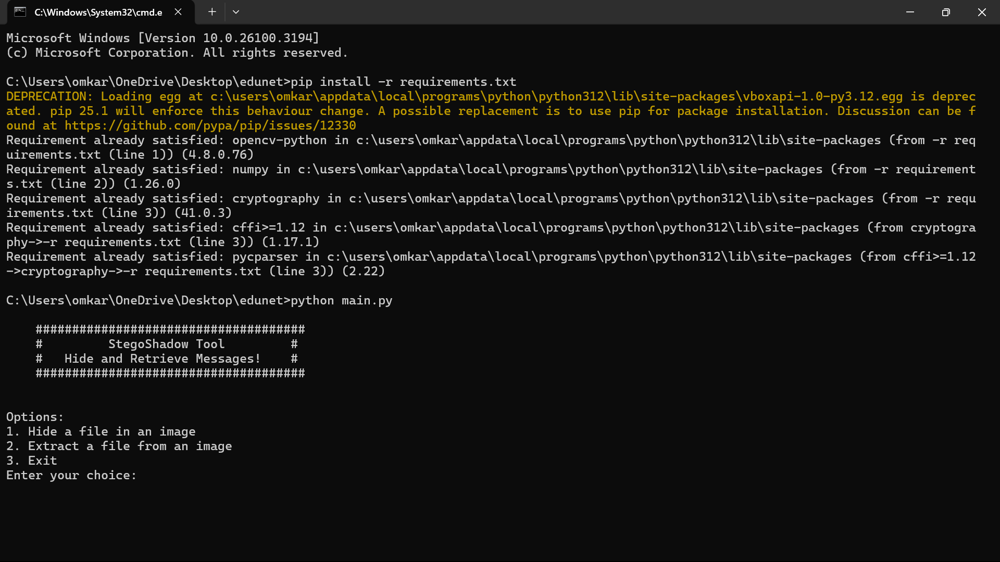 C:\Windows\System32\cmd.e
Microsoft Windows [Version 10.0.26100.3194]
(c) Microsoft Corporation. All rights reserved.
C:\Users\omkar\OneDrive\Desktop\edunet>pip install -r requirements.txt
DEPRECATION: Loading egg at c:\users\omkar\appdata\local\programs\python\python312\lib\site-packages\vboxapi-1.0-py3.12.egg is deprec
ated. pip 25.1 will enforce this behaviour change. A possible replacement is to use pip for package installation. Discussion can be f
ound at https://github.com/pypa/pip/issues/12330
Requirement already satisfied: opencv-python in c:\users\omkar\appdata\local\programs\python\python312\lib\site-packages (from -r req
uirements.txt (line 1)) (4.8.0.76)
Requirement already satisfied: numpy in c:\users\omkar\appdata\local\programs\python\python312\lib\site-packages (from -r requirement
s.txt (line 2)) (1.26.0)
Requirement already satisfied: cryptography in c:\users\omkar\appdata\local\programs\python\python312\lib\site-packages (from -r requ
irements.txt (line 3)) (41.0.3)
Requirement already satisfied: cffi>=1.12 in c:\users\omkar\appdata\local\programs\python\python312\lib\site-packages (from cryptogra
phy->-r requirements.txt (line 3)) (1.17.1)
Requirement already satisfied: pycparser in c:\users\omkar\appdata\local\programs\python\python312\lib\site-packages (from cffi>=1.12
->cryptography->-r requirements.txt (line 3)) (2.22)
C:\Users\omkar\OneDrive\Desktop\edunet>python main.py
#####################################
#         StegoShadow Tool         #
#   Hide and Retrieve Messages!    #
#####################################
Options:
1. Hide a file in an image
2. Extract a file from an image
3. Exit
Enter your choice: